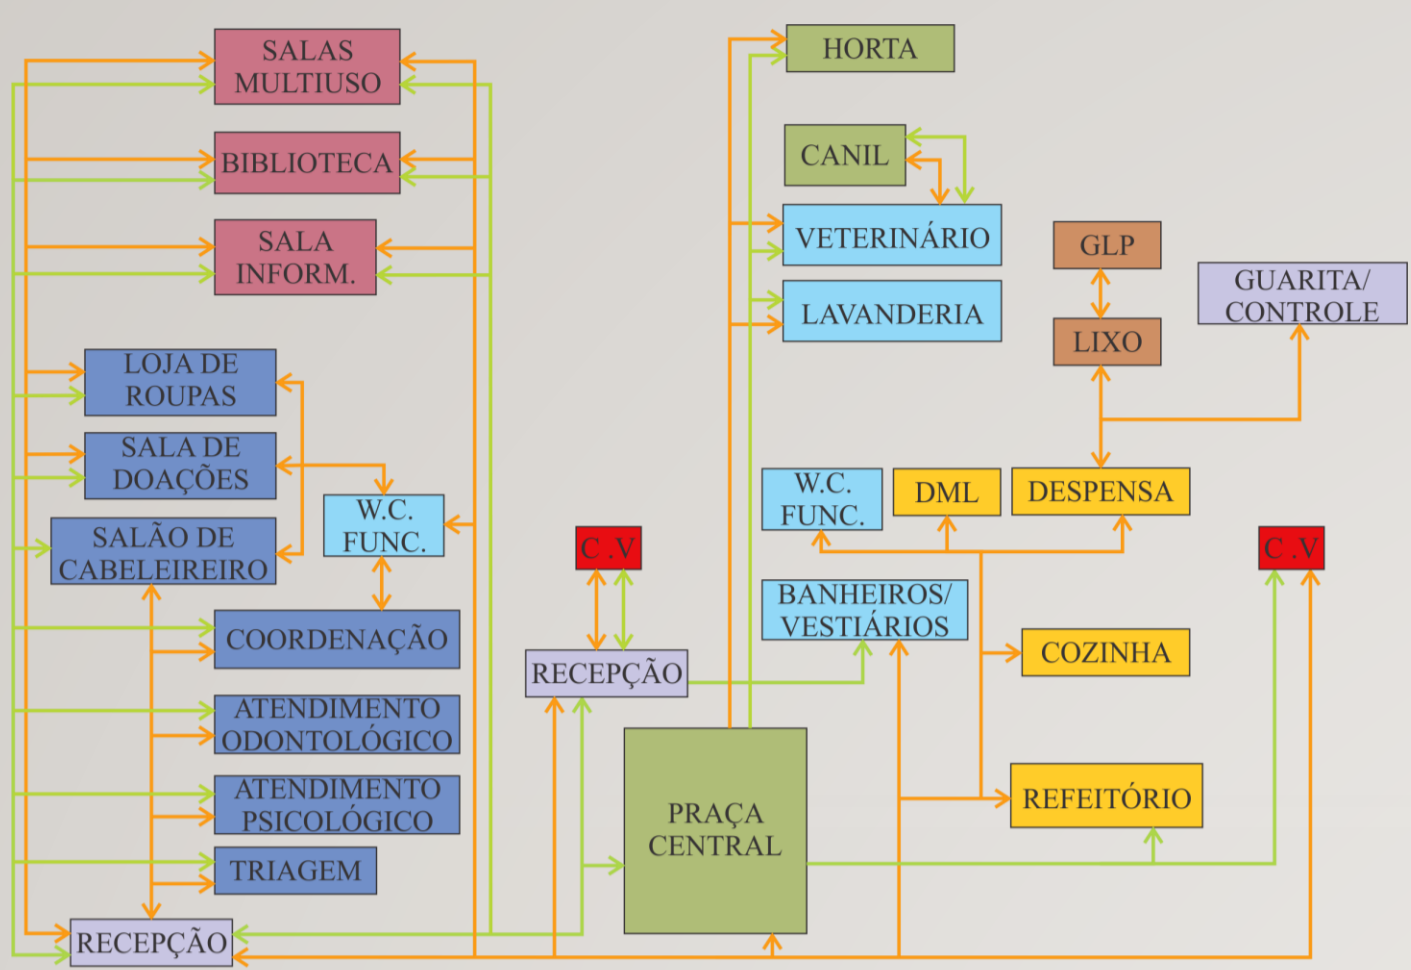 SALAS
MULTIUSO
BIBLIOTECA
SALA
INFORM.
LOJA DE
ROUPAS
SALA DE
DOAÇÕES
SALÃO DE
CABELEIREIRO
W.C.
FUNC.
COORDENAÇÃO
ATENDIMENTO
ODONTOLÓGICO
ATENDIMENTO
PSICOLÓGICO
TRIAGEM
RECEPÇÃO
C .V
RECEPÇÃO
HORTA
CANIL
VETERINÁRIO
LAVANDERIA
GLP
LIXO
GUARITA/
CONTROLE
W.C.
FUNC.
DML
DESPENSA
BANHEIROS/
VESTIÁRIOS
COZINHA
C .V
PRAÇA
CENTRAL
REFEITÓRIO